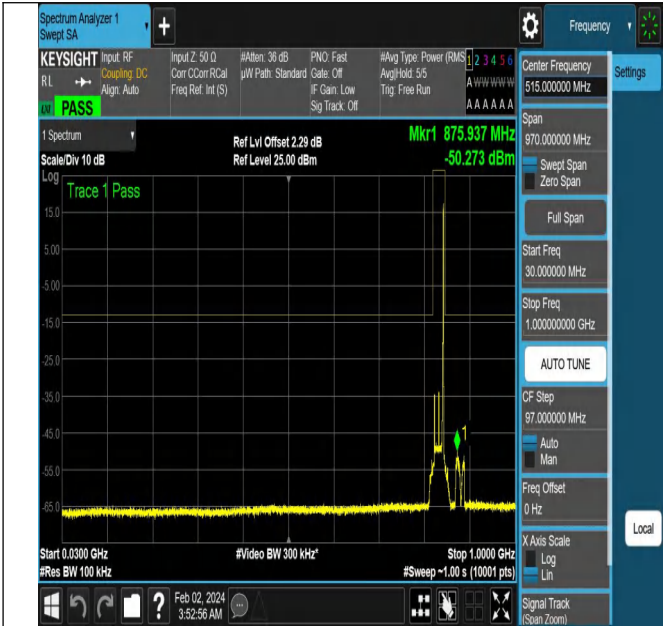 Spectrum Analyzer 1
Swept SA
+
Frequency
KEYSIGHT
RL
PASS
Input: RF
Coupling: DC
Align: Auto
Input Z: 50 Ω
Corr CCorr RCal
Freq Ref: Int (S)
#Atten: 36 dB
µW Path: Standard
PNO: Fast
Gate: Off
IF Gain: Low
Sig Track: Off
#Avg Type: Power (RMS
Avg|Hold: 5/5
Trig: Free Run
1 2 3 4 5 6
A W W W W W
A A A A A A
1 Spectrum
Scale/Div 10 dB
Log
Ref Lvl Offset 2.29 dB
Ref Level 25.00 dBm
Mkr1 875.937 MHz
-50.273 dBm
Trace 1 Pass
15.0
5.00
-5.00
-15.0
-25.0
-35.0
-45.0
-55.0
-65.0
1
Start 0.0300 GHz
#Res BW 100 kHz
#Video BW 300 kHz*
Stop 1.0000 GHz
#Sweep ~1.00 s (10001 pts)
?
Feb 02, 2024
3:52:56 AM
Center Frequency
515.000000 MHz
Settings
Span
970.000000 MHz
Swept Span
Zero Span
Full Span
Start Freq
30.000000 MHz
Stop Freq
1.000000000 GHz
AUTO TUNE
CF Step
97.000000 MHz
Auto
Man
Freq Offset
0 Hz
X Axis Scale
Log
Lin
Local
Signal Track
(Span Zoom)